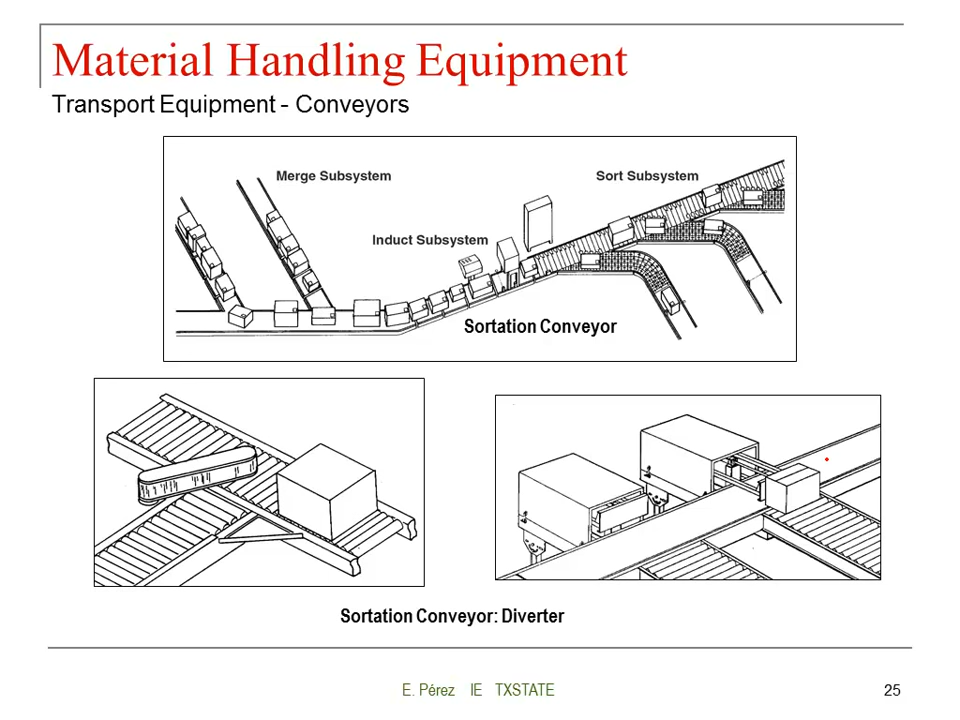 Material Handling Equipment
Transport Equipment - Conveyors
Merge Subsystem
Sort Subsystem
Induct Subsystem
Sortation Conveyor
Sortation Conveyor: Diverter
E. Pérez IE TXSTATE
25